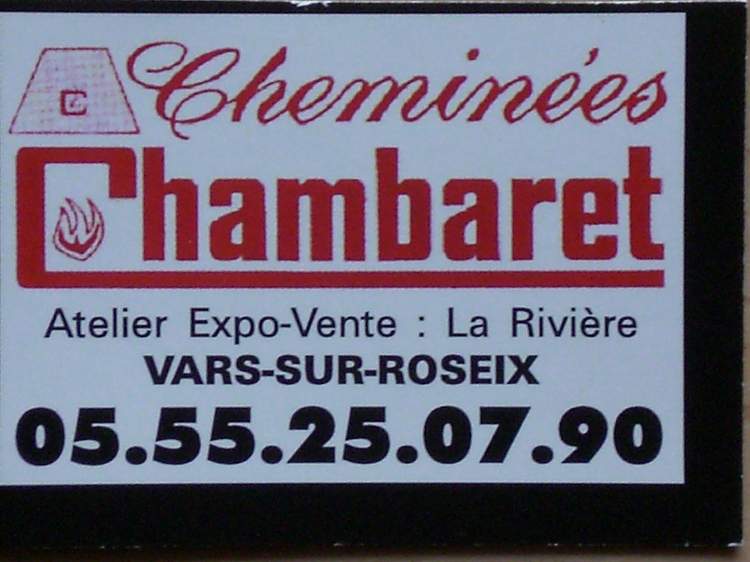 C
Cheminées
Chambaret
Atelier Expo-Vente : La Rivière
VARS-SUR-ROSEIX
05.55.25.07.90